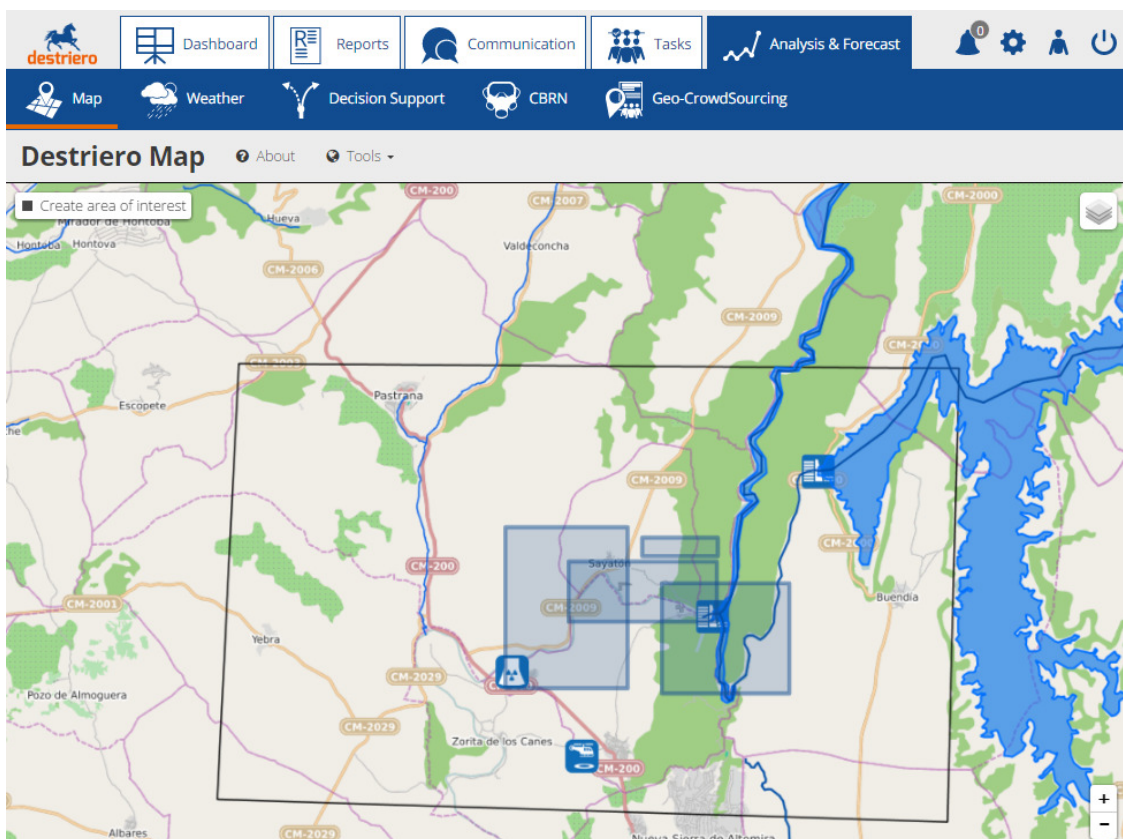 destriero
Dashboard
Reports
Communication
Tasks
Analysis & Forecast
0
Map
Weather
Decision Support
CBRN
Geo-CrowdSourcing
Destriero Map
About
Tools
Create area of interest
CM-200
CM-2007
CM-2000
Mirador de Hontoba
Hueva
Hontoba
Hontova
Valdeconcha
CM-2006
CM-2009
CM-2003
Pastrana
Escopete
CM-2009
CM-200
Sayatón
CM-2001
CM-2009
Buendía
Yebra
CM-2029
Pozo de Almoguera
CM-2029
Zorita de los Canes
CM-200
Albares
CM-2029
Nueva Sierra de Altomira
+
-